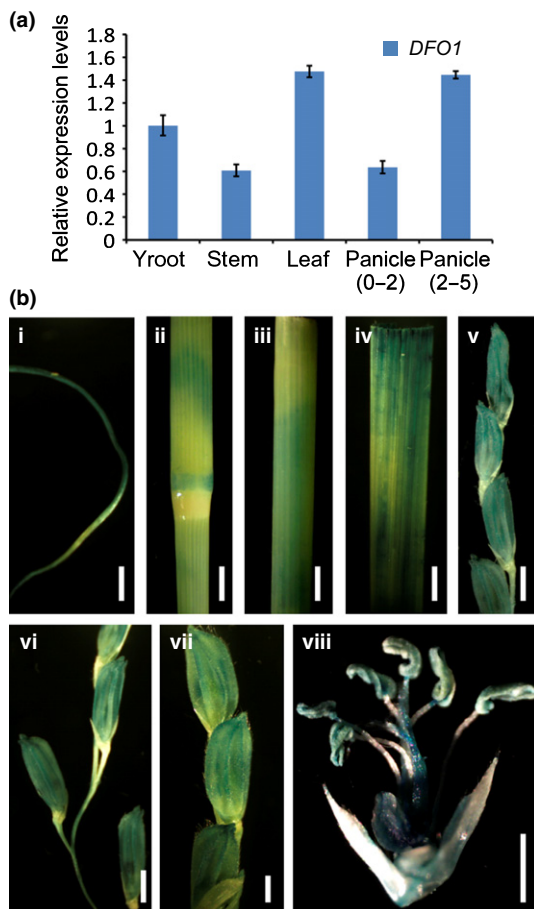 (a)
Relative expression levels
1.8
1.6
1.4
1.2
1
0.8
0.6
0.4
0.2
0
DFO1
Yroot Stem Leaf Panicle (0–2) Panicle (2–5)
(b)
i ii iii iv v
vi vii viii